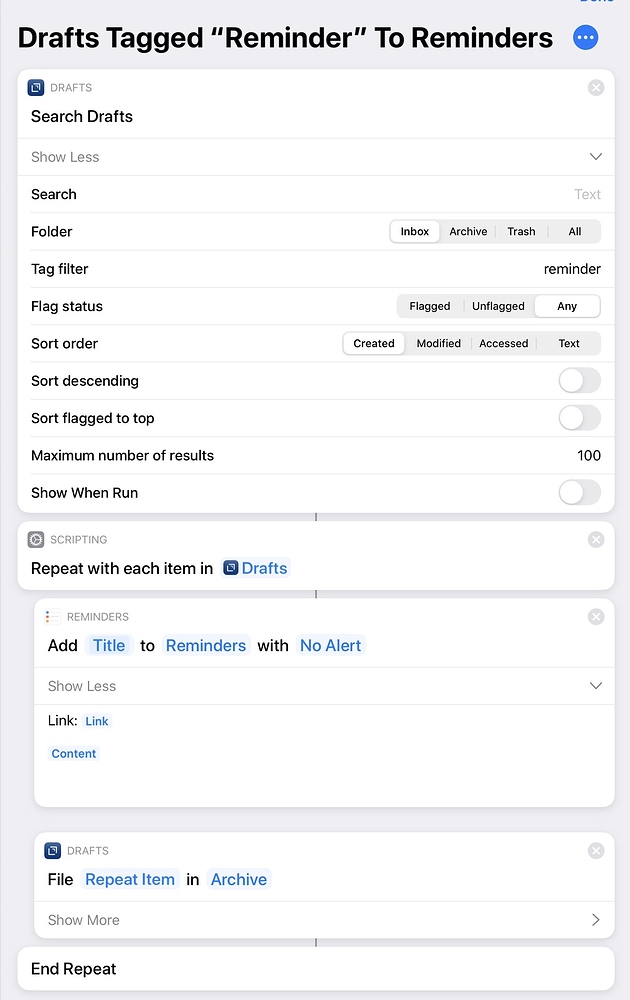 Done
Drafts Tagged “Reminder” To Reminders
DRAFTS
Search Drafts
Show Less
Search Text
Folder Inbox Archive Trash All
Tag filter reminder
Flag status Flagged Unflagged Any
Sort order Created Modified Accessed Text
Sort descending
Sort flagged to top
Maximum number of results 100
Show When Run
SCRIPTING
Repeat with each item in Drafts
REMINDERS
Add Title to Reminders with No Alert
Show Less
Link: Link
Content
DRAFTS
File Repeat Item in Archive
Show More
End Repeat